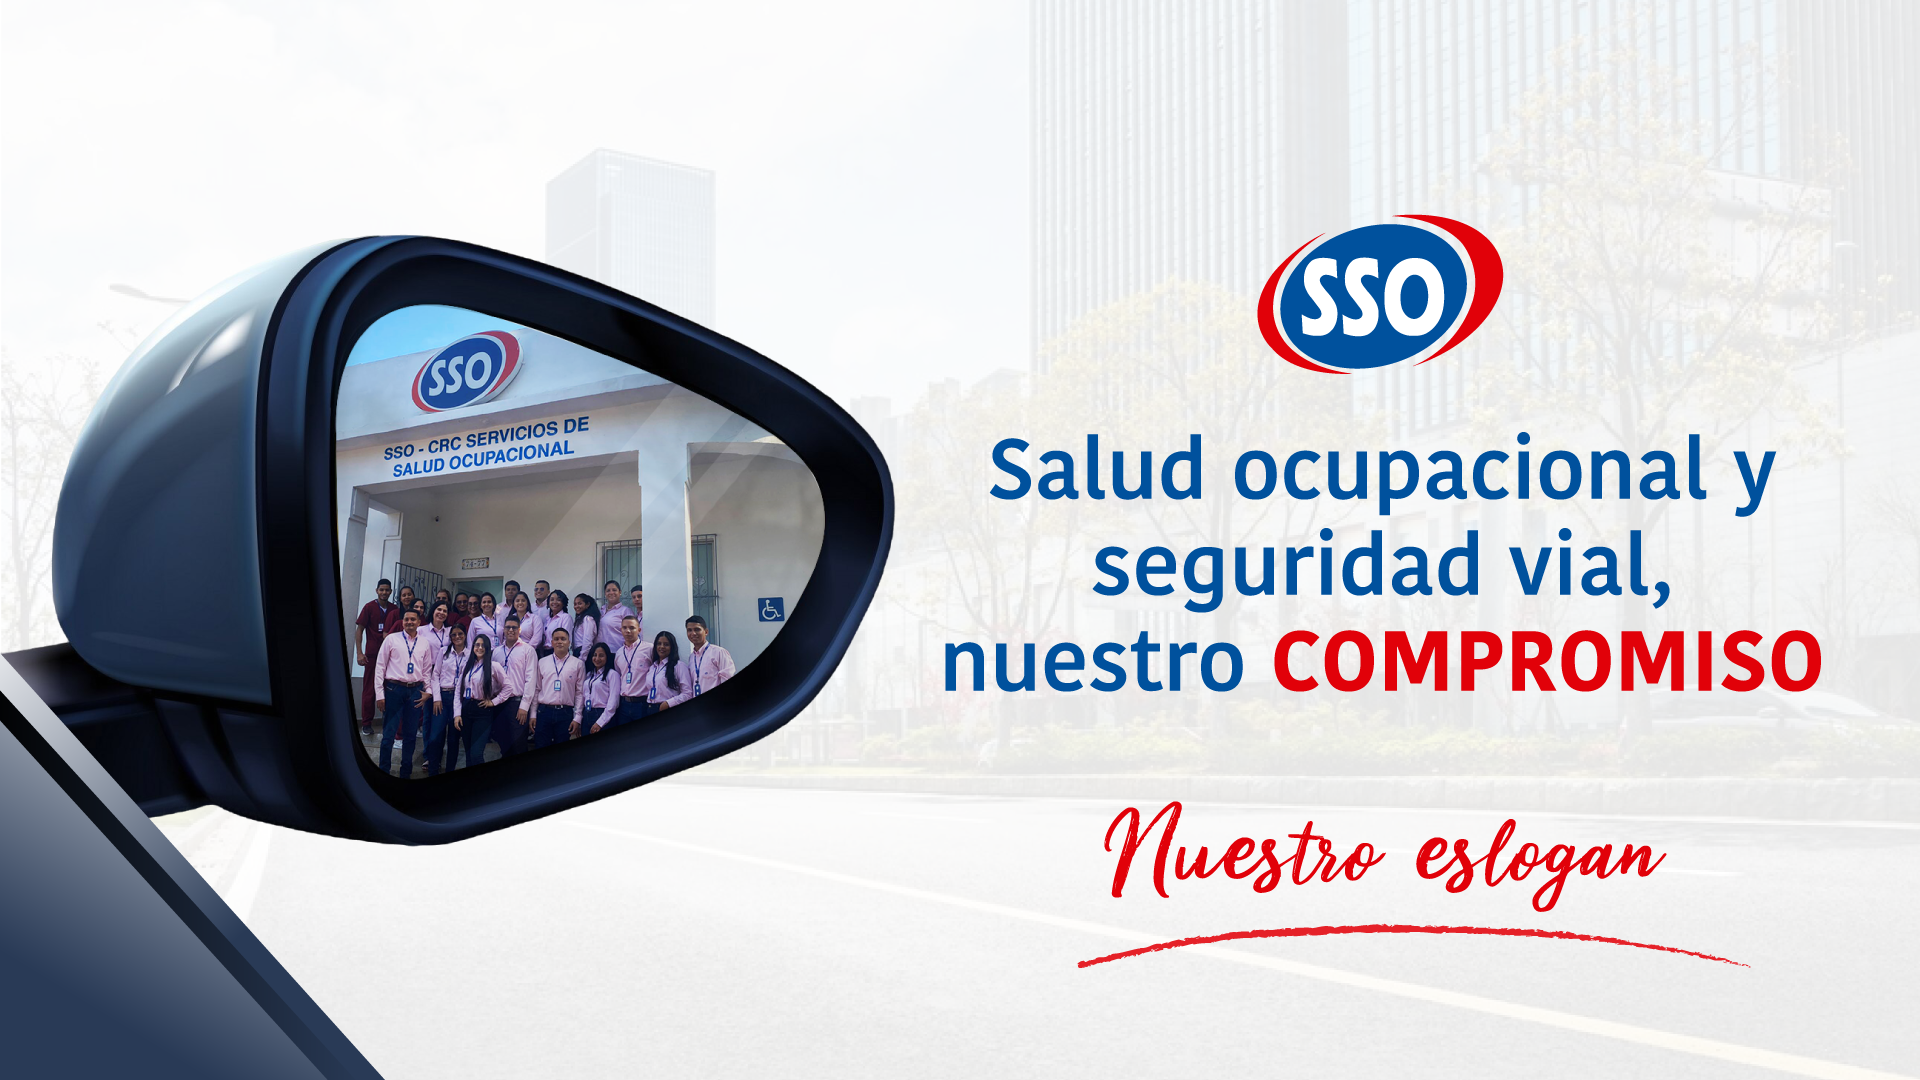 SSO
SSO - CRC SERVICIOS DE
SALUD OCUPACIONAL
SSO
Salud ocupacional y
seguridad vial,
nuestro COMPROMISO
Nuestro eslogan